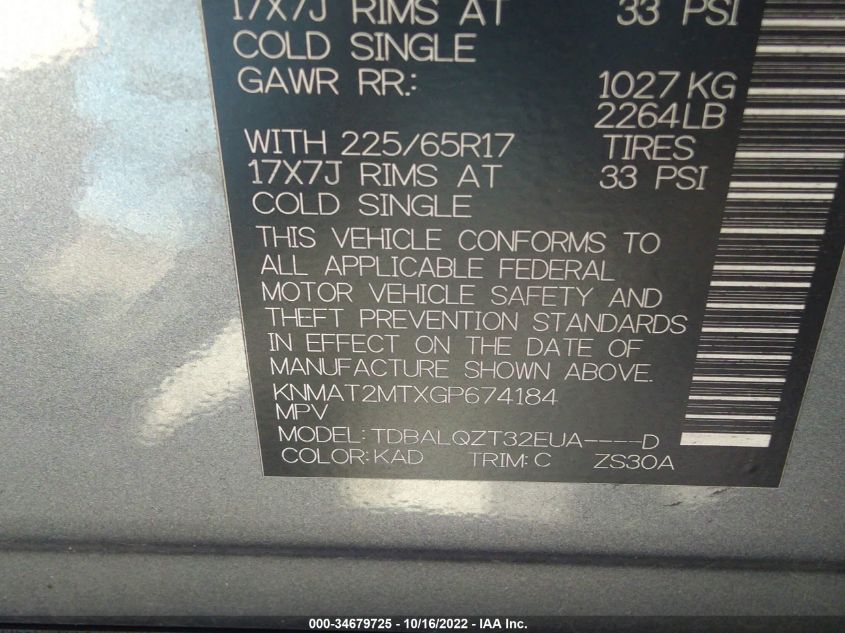 17X7J RIMS AT 33 PSI
COLD SINGLE
GAWR RR.: 1027 KG
2264LB
WITH 225/65R17 TIRES
17X7J RIMS AT 33 PSI
COLD SINGLE
THIS VEHICLE CONFORMS TO
ALL APPLICABLE FEDERAL
MOTOR VEHICLE SAFETY AND
THEFT PREVENTION STANDARDS
IN EFFECT ON THE DATE OF
MANUFACTURE SHOWN ABOVE.
KNMAT2MTXGP674184
MPV
MODEL: TDBALQZT32EUA----D
COLOR: KAD TRIM: C ZS30A
000-34679725 - 10/16/2022 - IAA Inc.